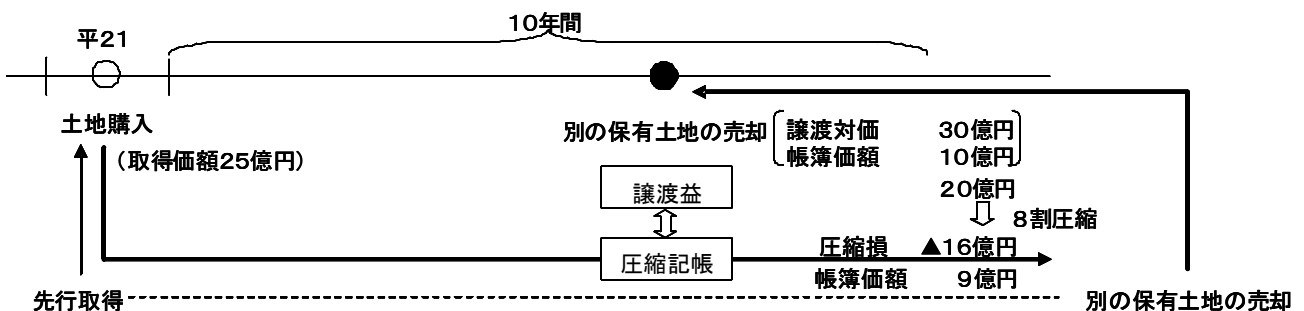 10年間
平21
土地購入
(取得価額25億円)
別の保有土地の売却
譲渡対価 30億円
帳簿価額 10億円
20億円
8割圧縮
譲渡益
圧縮記帳
圧縮損 ▲16億円
帳簿価額 9億円
先行取得
別の保有土地の売却